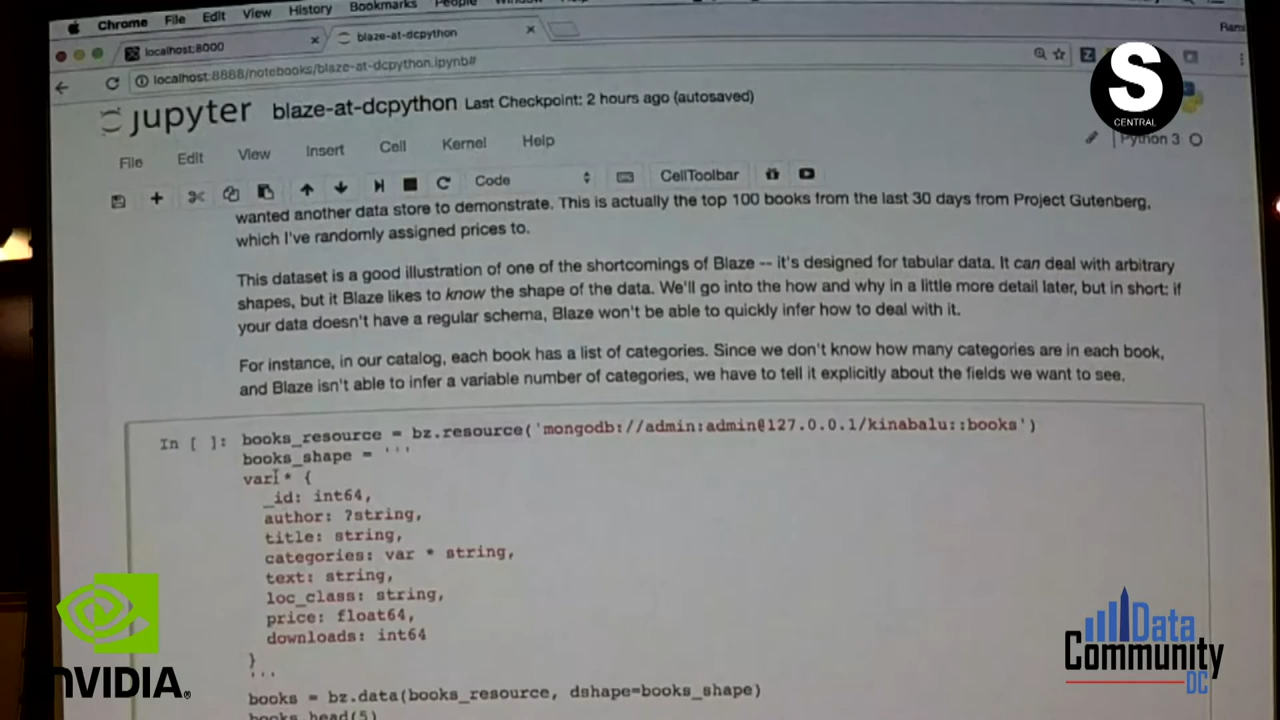 Chrome File Edit View History Bookmarks People
localhost:8000 × blaze-at-dcpython ×
localhost:8888/notebooks/blaze-at-dcpython.ipynb#
S
CENTRAL
jupyter blaze-at-dcpython Last Checkpoint: 2 hours ago (autosaved)
File Edit View Insert Cell Kernel Help
Python 3
Code CellToolbar
wanted another data store to demonstrate. This is actually the top 100 books from the last 30 days from Project Gutenberg,
which I've randomly assigned prices to.
This dataset is a good illustration of one of the shortcomings of Blaze -- it's designed for tabular data. It can deal with arbitrary
shapes, but it Blaze likes to know the shape of the data. We'll go into the how and why in a little more detail later, but in short: if
your data doesn't have a regular schema, Blaze won't be able to quickly infer how to deal with it.
For instance, in our catalog, each book has a list of categories. Since we don't know how many categories are in each book,
and Blaze isn't able to infer a variable number of categories, we have to tell it explicitly about the fields we want to see.
In [ ]: books_resource = bz.resource('mongodb://admin:admin@127.0.0.1/kinabalu::books')
books_shape = '''
var * {
_id: int64,
author: ?string,
title: string,
categories: var * string,
text: string,
loc_class: string,
price: float64,
downloads: int64
}
'''
books = bz.data(books_resource, dshape=books_shape)
books.head(5)
NVIDIA.®
Data
Community
DC